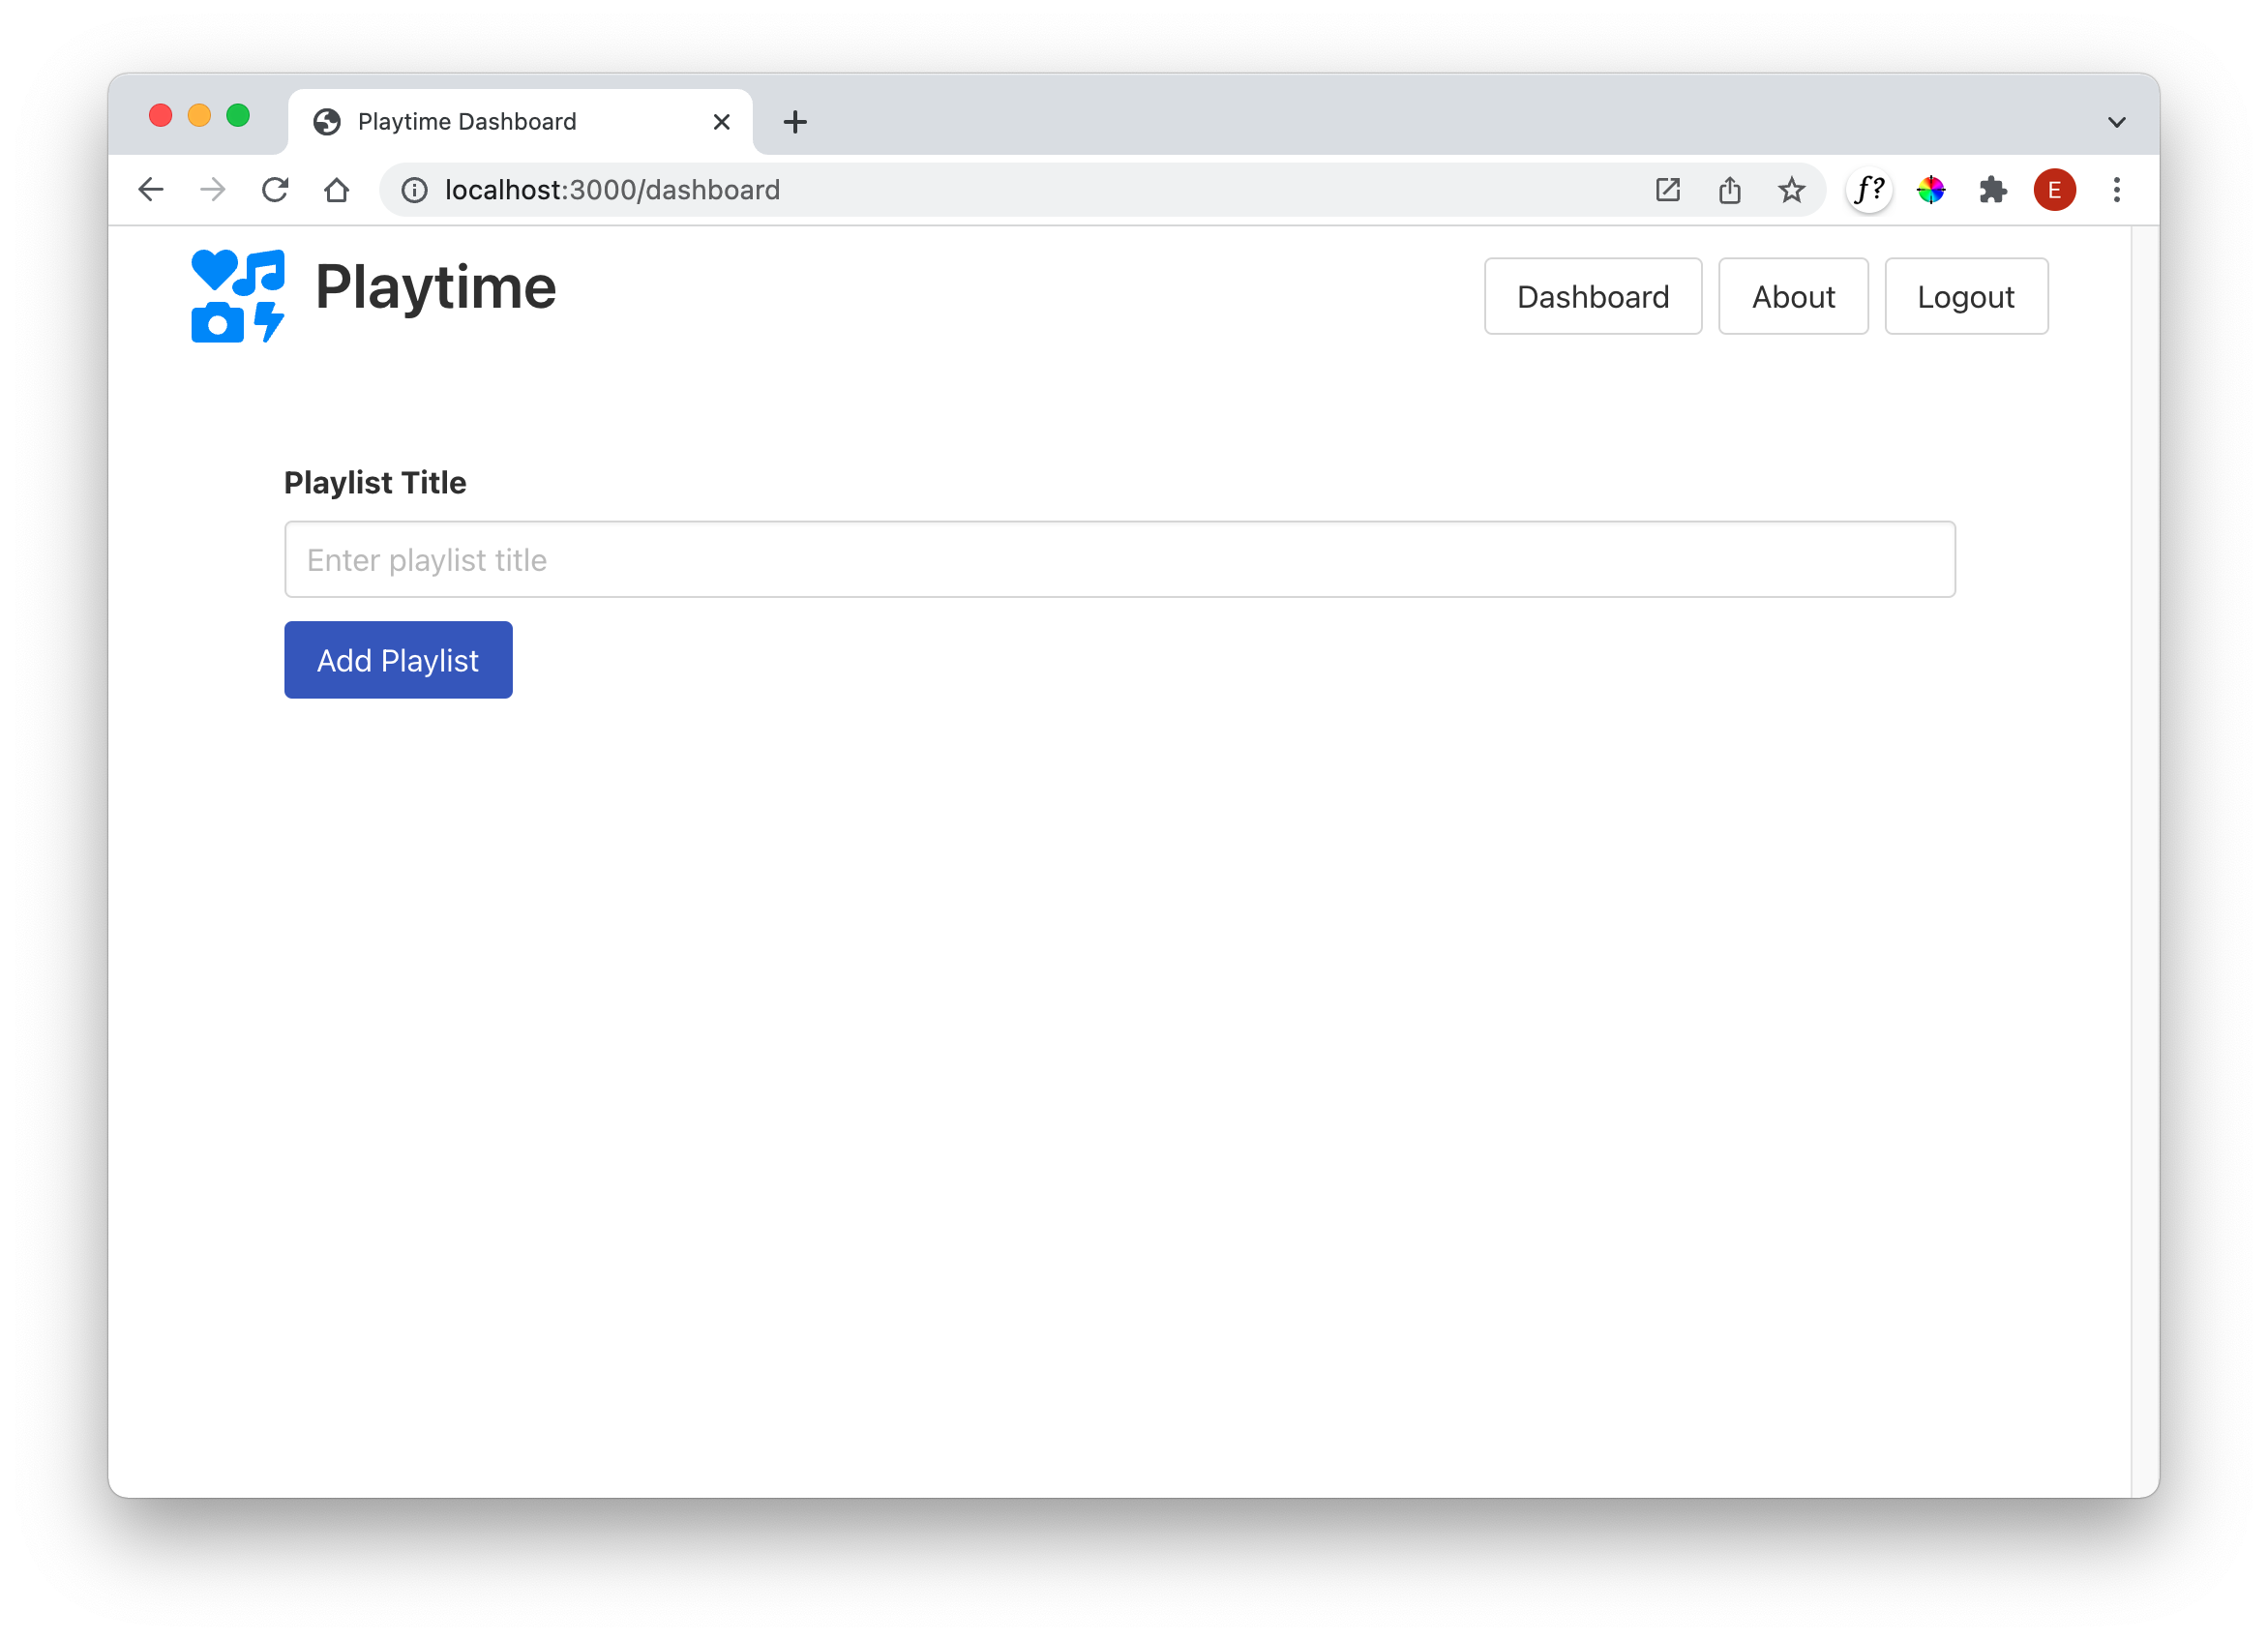 Playtime Dashboard
localhost:3000/dashboard
f?
E
Playtime
Dashboard
About
Logout
Playlist Title
Enter playlist title
Add Playlist